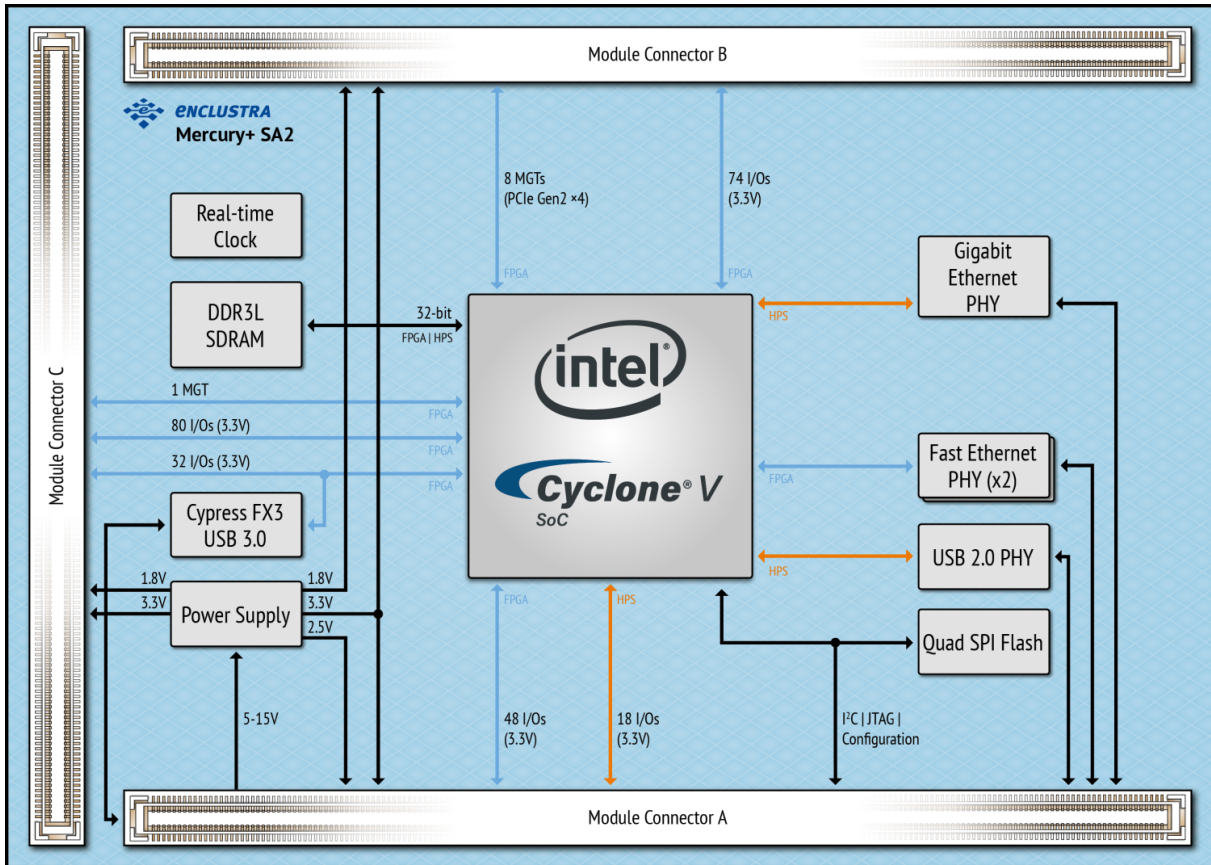 Module Connector B
ENCLUSTRA
Mercury+ SA2
8 MGTs
(PCIe Gen2 ×4)
74 I/Os
(3.3V)
FPGA
FPGA
Real-time
Clock
DDR3L
SDRAM
32-bit
FPGA | HPS
Gigabit
Ethernet
PHY
HPS
intel®
Cyclone® V
SoC
Module Connector C
1 MGT
FPGA
80 I/Os (3.3V)
FPGA
32 I/Os (3.3V)
FPGA
Fast Ethernet
PHY (x2)
FPGA
Cypress FX3
USB 3.0
USB 2.0 PHY
HPS
1.8V
3.3V
Power Supply
1.8V
3.3V
2.5V
FPGA
HPS
Quad SPI Flash
5-15V
48 I/Os
(3.3V)
18 I/Os
(3.3V)
I²C | JTAG |
Configuration
Module Connector A